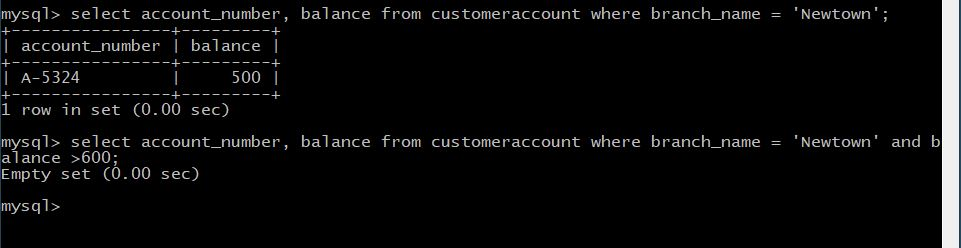 mysql> select account_number, balance from customeraccount where branch_name = 'Newtown';
+----------------+---------+
| account_number | balance |
+----------------+---------+
| A-5324         |     500 |
+----------------+---------+
1 row in set (0.00 sec)
mysql> select account_number, balance from customeraccount where branch_name = 'Newtown' and b
alance >600;
Empty set (0.00 sec)
mysql>